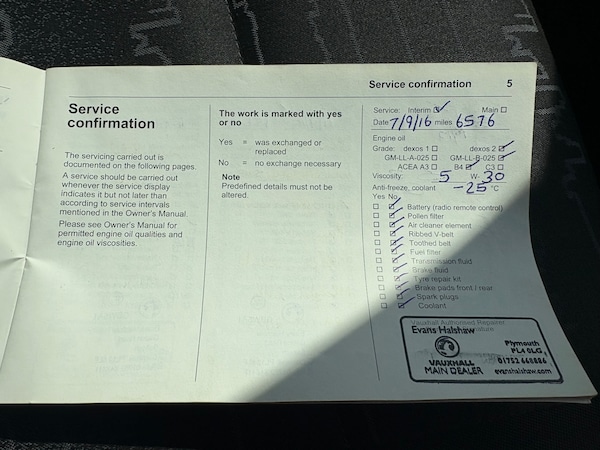 Service confirmation 5
Service
confirmation
The servicing carried out is
documented on the following pages.
A service should be carried out
whenever the service display
indicates it but not later than
according to service intervals
mentioned in the Owner's Manual.
Please see Owner's Manual for
permitted engine oil qualities and
engine oil viscosities.
The work is marked with yes
or no
Yes = was exchanged or
replaced
No = no exchange necessary
Note
Predefined details must not be
altered.
Service: Interim ☑ Main ☐
Date 7/9/16 miles 6576
Engine oil
Grade: dexos 1 ☐ dexos 2 ☑
GM-LL-A-025 ☐ GM-LL-B-025 ☑
ACEA A3 ☐ B4 ☑ C3 ☐
Viscosity: 5 W- 30
Anti-freeze, coolant -25 °C
Yes No
☐ ☑ Battery (radio remote control)
☐ ☑ Pollen filter
☐ ☑ Air cleaner element
☐ ☑ Ribbed V-belt
☐ ☑ Toothed belt
☐ ☑ Fuel filter
☐ ☑ Transmission fluid
☐ ☑ Brake fluid
☐ ☑ Tyre repair kit
☐ ☑ Brake pads front / rear
☐ ☑ Spark plugs
☐ ☑ Coolant
Vauxhall Authorised Repairer
Evans Halshaw
VAUXHALL
MAIN DEALER
Plymouth
PL4 0LG
01752 668886
evanshalshaw.com